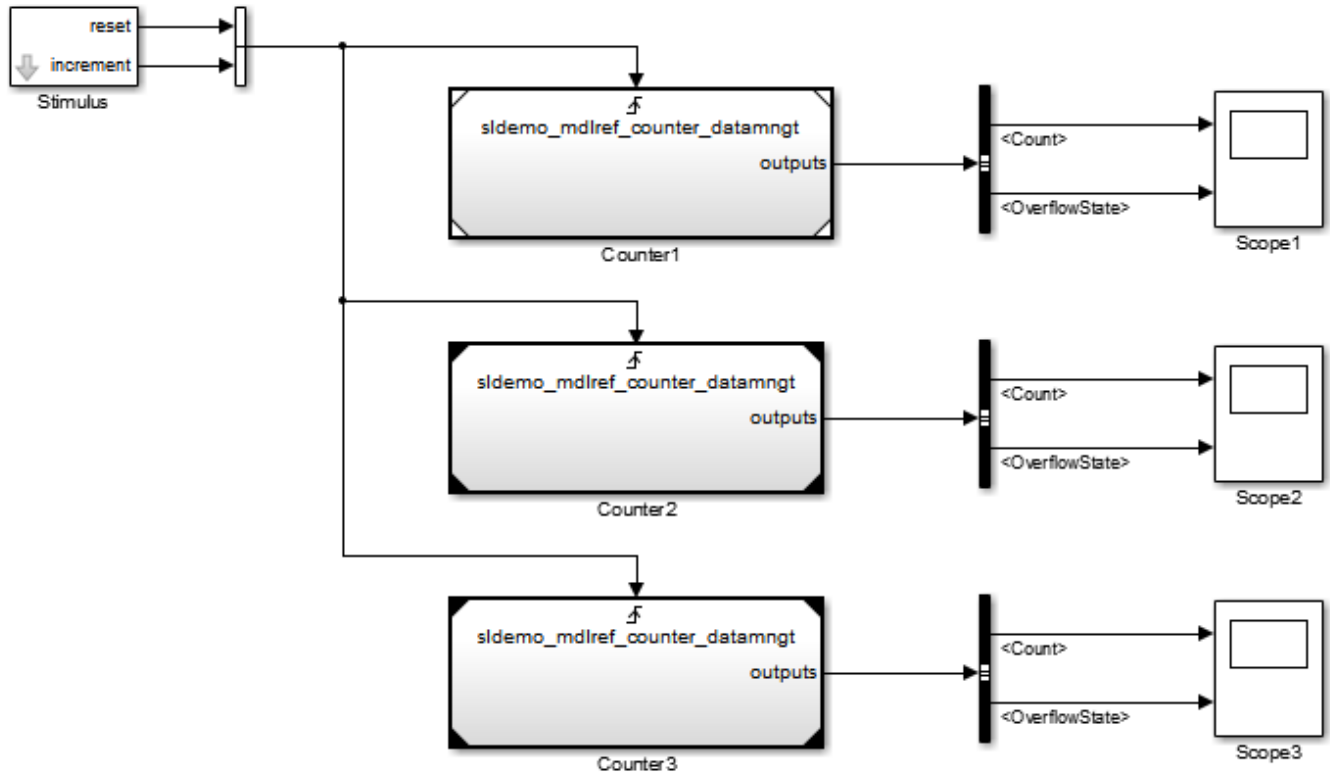 reset
increment
Stimulus
sldemo_mdlref_counter_datamngt
outputs
Counter1
<Count>
<OverflowState>
Scope1
sldemo_mdlref_counter_datamngt
outputs
Counter2
<Count>
<OverflowState>
Scope2
sldemo_mdlref_counter_datamngt
outputs
Counter3
<Count>
<OverflowState>
Scope3